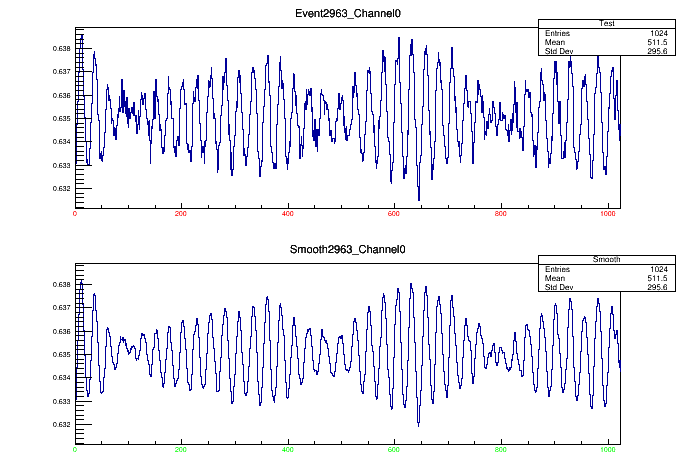 Event2963_Channel0
Test
Entries 1024
Mean 511.5
Std Dev 295.6
0.638
0.637
0.636
0.635
0.634
0.633
0.632
0 200 400 600 800 1000
Smooth2963_Channel0
Smooth
Entries 1024
Mean 511.5
Std Dev 295.6
0.638
0.637
0.636
0.635
0.634
0.633
0.632
0 200 400 600 800 1000